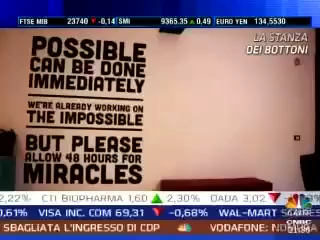 FTSE MIB 23740 -0,14 SMI 9365.35 0,49 EURO YEN 134,5530
LA STANZA
DEI BOTTONI
POSSIBLE
CAN BE DONE
IMMEDIATELY
WE'RE ALREADY WORKING ON
THE IMPOSSIBLE
BUT PLEASE
ALLOW 48 HOURS FOR
MIRACLES
2,22% CTI BIOPHARMA 1,60 2,30% DADA 3,02
0,61% VISA INC. COM 69,31 -0,68% WAL-MART S
CNBC
SBAGLIATA L'INGRESSO DI CDP VODAFONE: